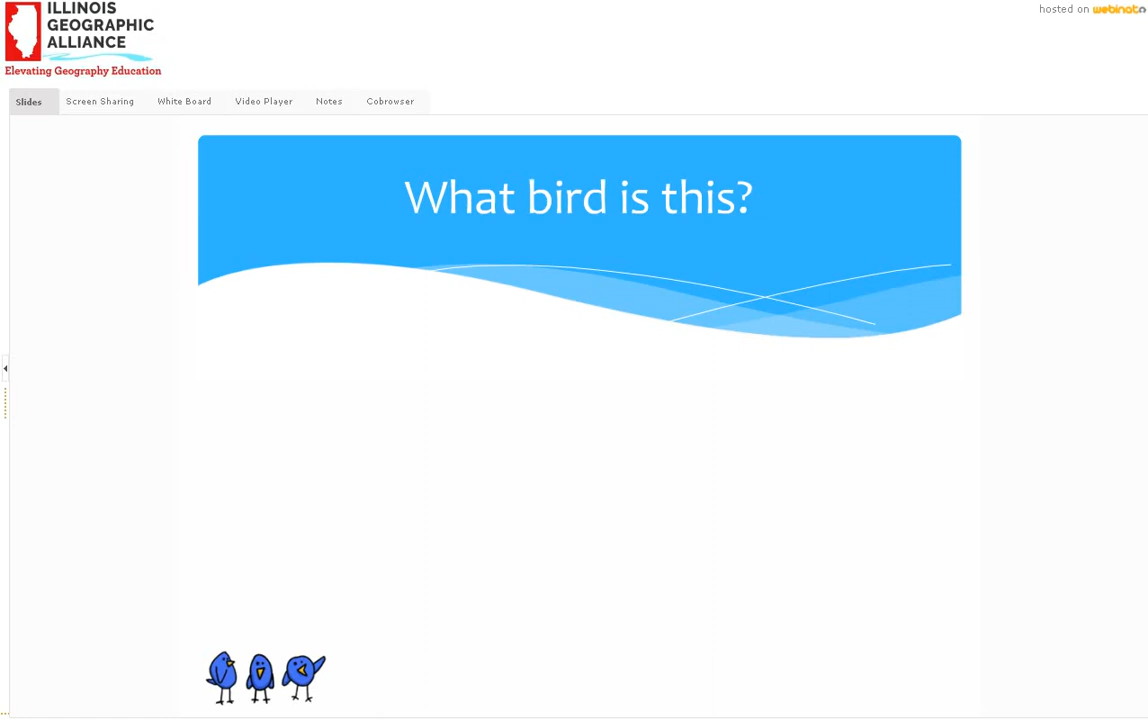 ILLINOIS
GEOGRAPHIC
ALLIANCE
Elevating Geography Education
hosted on webinato
Slides Screen Sharing White Board Video Player Notes Cobrowser
What bird is this?